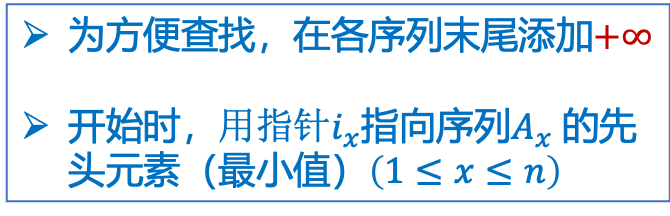 ➢ 为方便查找，在各序列末尾添加+∞
➢ 开始时，用指针𝑖ₓ指向序列𝐴ₓ 的先
头元素（最小值）(1 ≤ 𝑥 ≤ 𝑛)